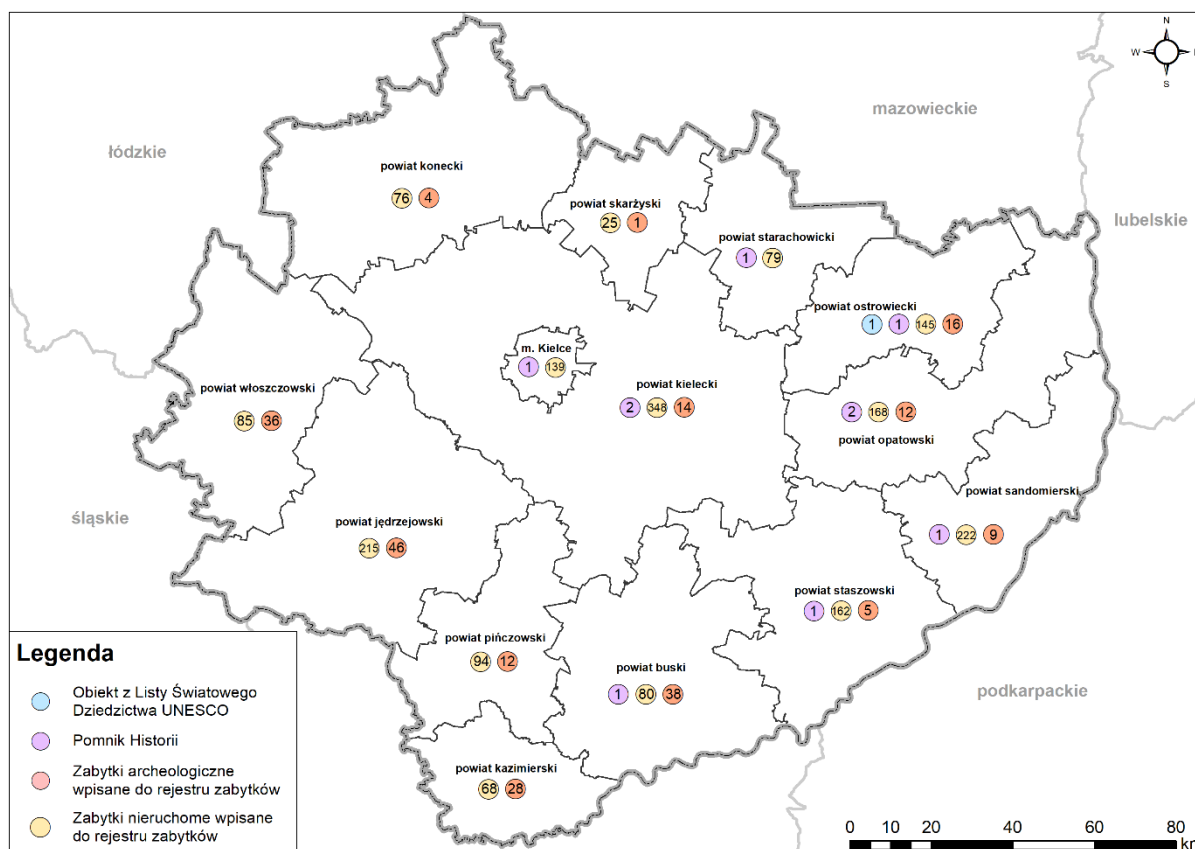 N
W
S
mazowieckie
łódzkie
lubelskie
śląskie
podkarpackie
powiat konecki
76 4
powiat skarżyski
25 1
powiat starachowicki
1 79
powiat ostrowiecki
1 1 145 16
m. Kielce
1 139
powiat kielecki
2 348 14
powiat włoszczowski
85 36
2 168 12
powiat opatowski
powiat sandomierski
1 222 9
powiat jędrzejowski
215 46
powiat staszowski
1 162 5
powiat pińczowski
94 12
powiat buski
1 80 38
powiat kazimierski
68 28
Legenda
Obiekt z Listy Światowego
Dziedzictwa UNESCO
Pomnik Historii
Zabytki archeologiczne
wpisane do rejestru zabytków
Zabytki nieruchome wpisane
do rejestru zabytków
0 10 20 40 60 80